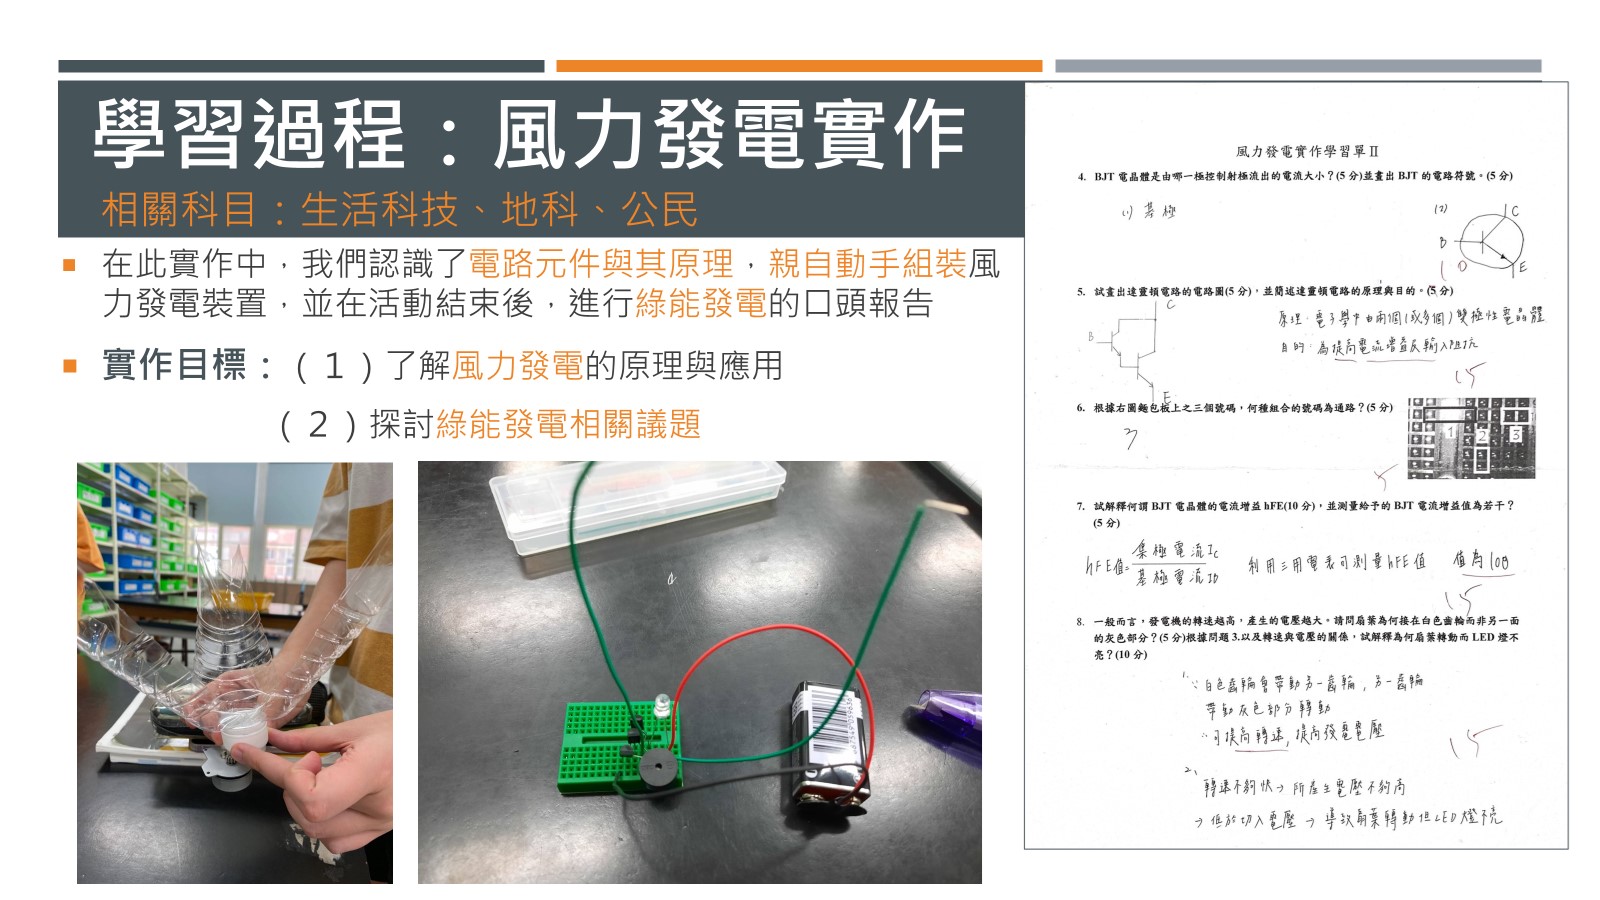 學習過程：風力發電實作
相關科目：生活科技、地科、公民
在此實作中，我們認識了電路元件與其原理，親自動手組裝風
力發電裝置，並在活動結束後，進行綠能發電的口頭報告
實作目標：（1）了解風力發電的原理與應用
（2）探討綠能發電相關議題
風力發電實作學習單Ⅱ
4. BJT 電晶體是由哪一極控制射極流出的電流大小？(5 分)並畫出 BJT 的電路符號。(5 分)
(1) 基極
(2)
C
B
E
10
5. 試畫出達靈頓電路的電路圖(5 分)，並簡述達靈頓電路的原理與目的。(5 分)
C
B
E
原理：電子學中由兩個(或多個)雙極性電晶體
目的：為提高電流增益及輸入阻抗
15
6. 根據右圖麵包板上之三個號碼，何種組合的號碼為通路？(5 分)
3
1 2 3
5
7. 試解釋何謂 BJT 電晶體的電流增益 hFE(10 分)，並測量給予的 BJT 電流增益值為若干？
(5 分)
hFE值=
集極電流Ic
基極電流Ib
利用三用電表可測量hFE值
值為108
15
8. 一般而言，發電機的轉速越高，產生的電壓越大。請問扇葉為何接在白色齒輪而非另一面
的灰色部分？(5 分)根據問題 3.以及轉速與電壓的關係，試解釋為何扇葉轉動而 LED 燈不
亮？(10 分)
1、∵白色齒輪會帶動另一齒輪，另一齒輪
帶動灰色部分轉動
∴可提高轉速，提高發電電壓
15
2、
轉速不夠快→所產生電壓不夠高
→低於切入電壓→導致扇葉轉動但LED燈不亮